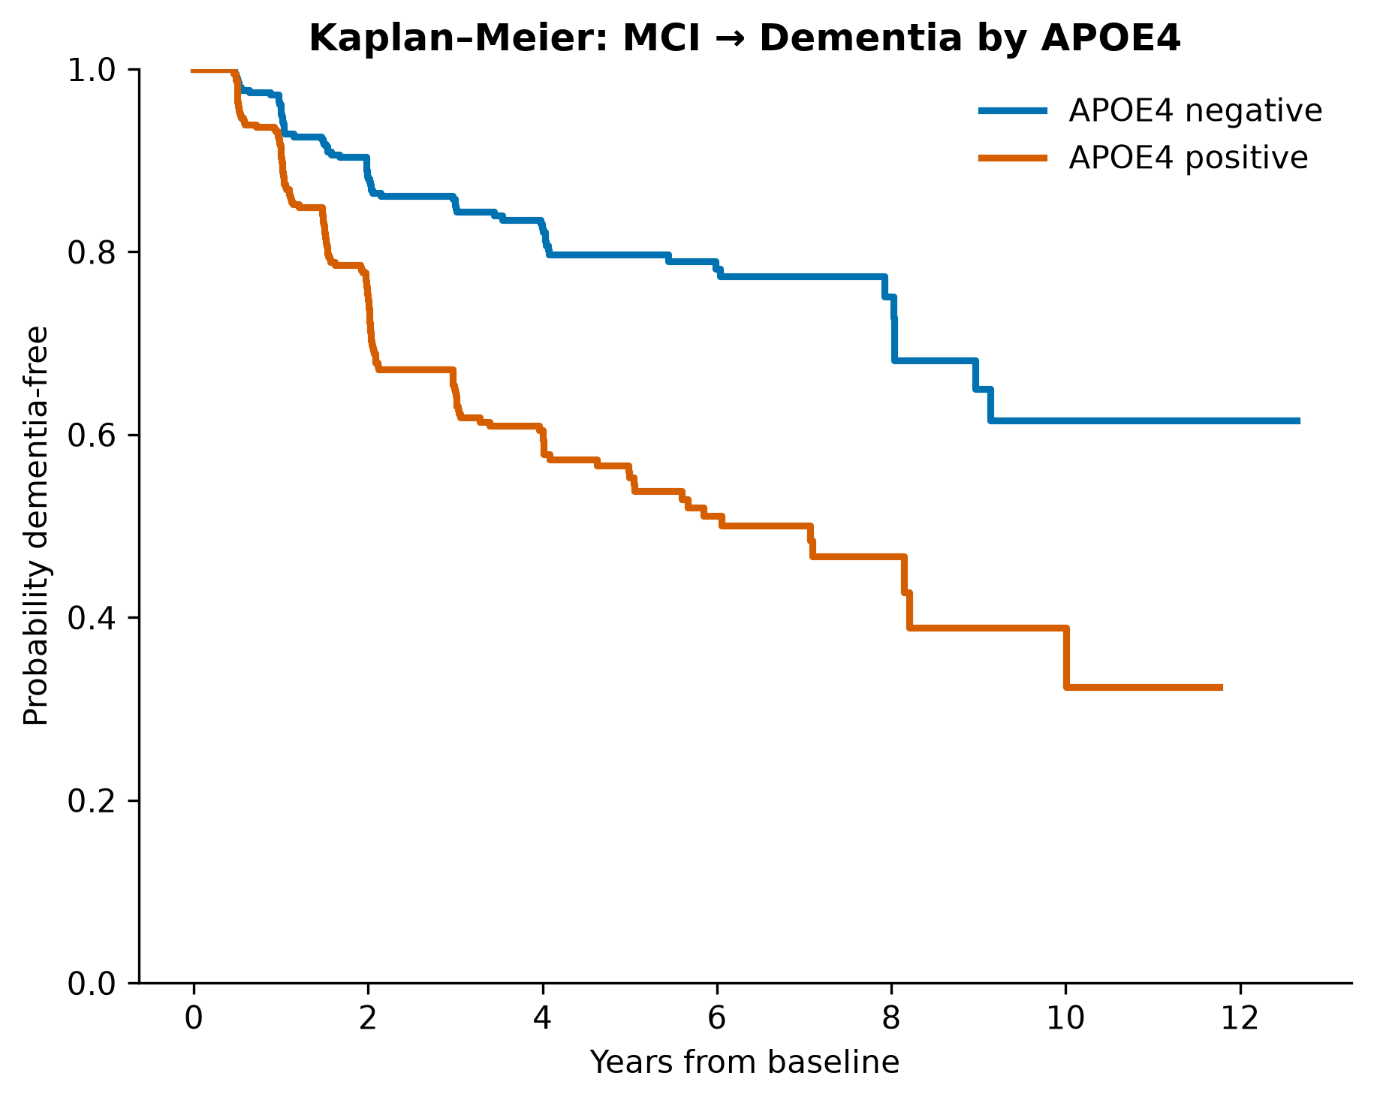 Kaplan–Meier: MCI → Dementia by APOE4
APOE4 negative
APOE4 positive
Probability dementia-free
1.0
0.8
0.6
0.4
0.2
0.0
0 2 4 6 8 10 12
Years from baseline